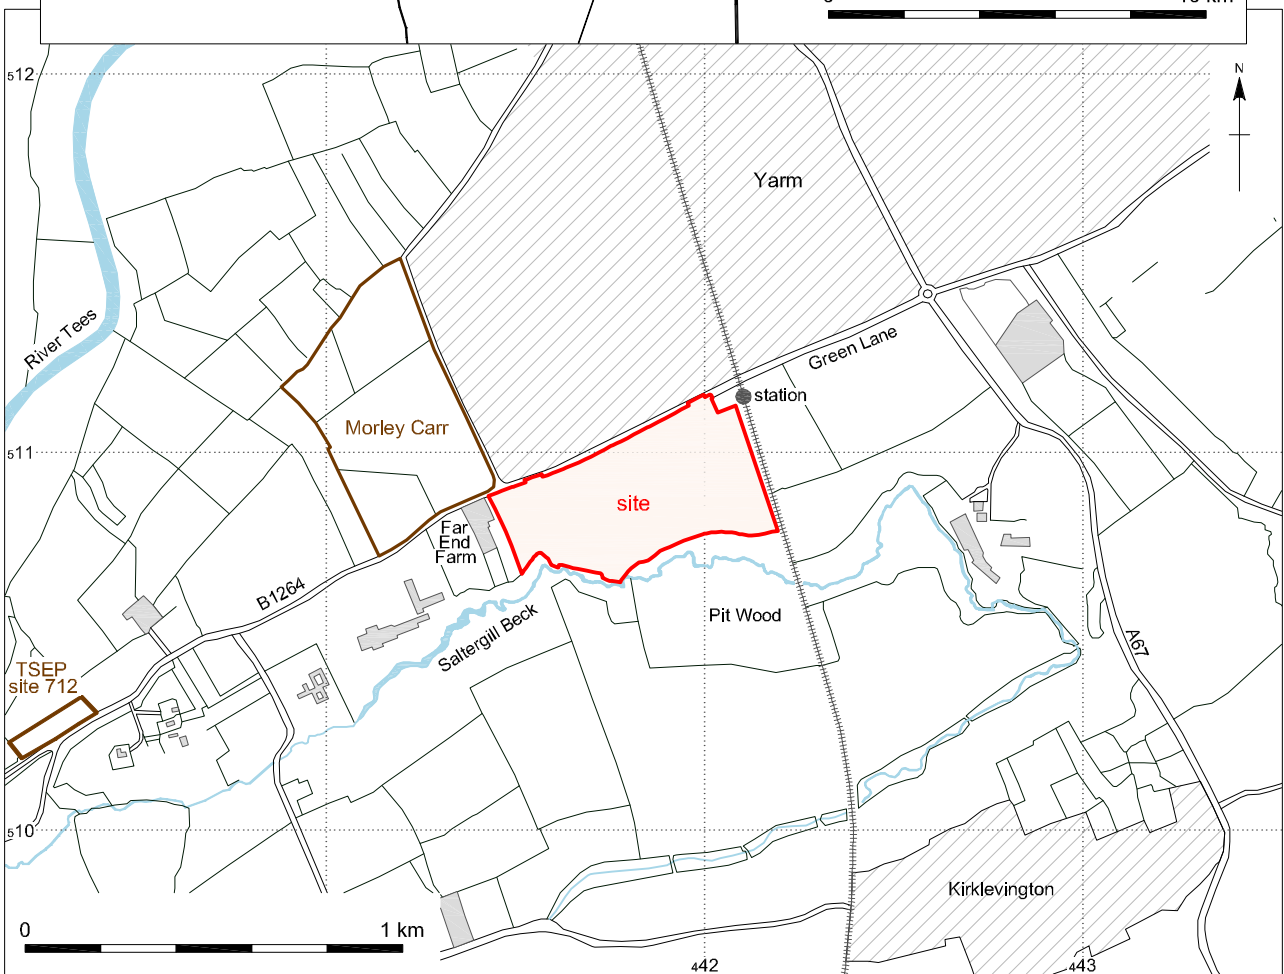 512
N
Yarm
River Tees
Green Lane
station
Morley Carr
511
site
Far
End
Farm
B1264
Pit Wood
Saltergill Beck
A67
TSEP
site 712
510
Kirklevington
0
1 km
442
443